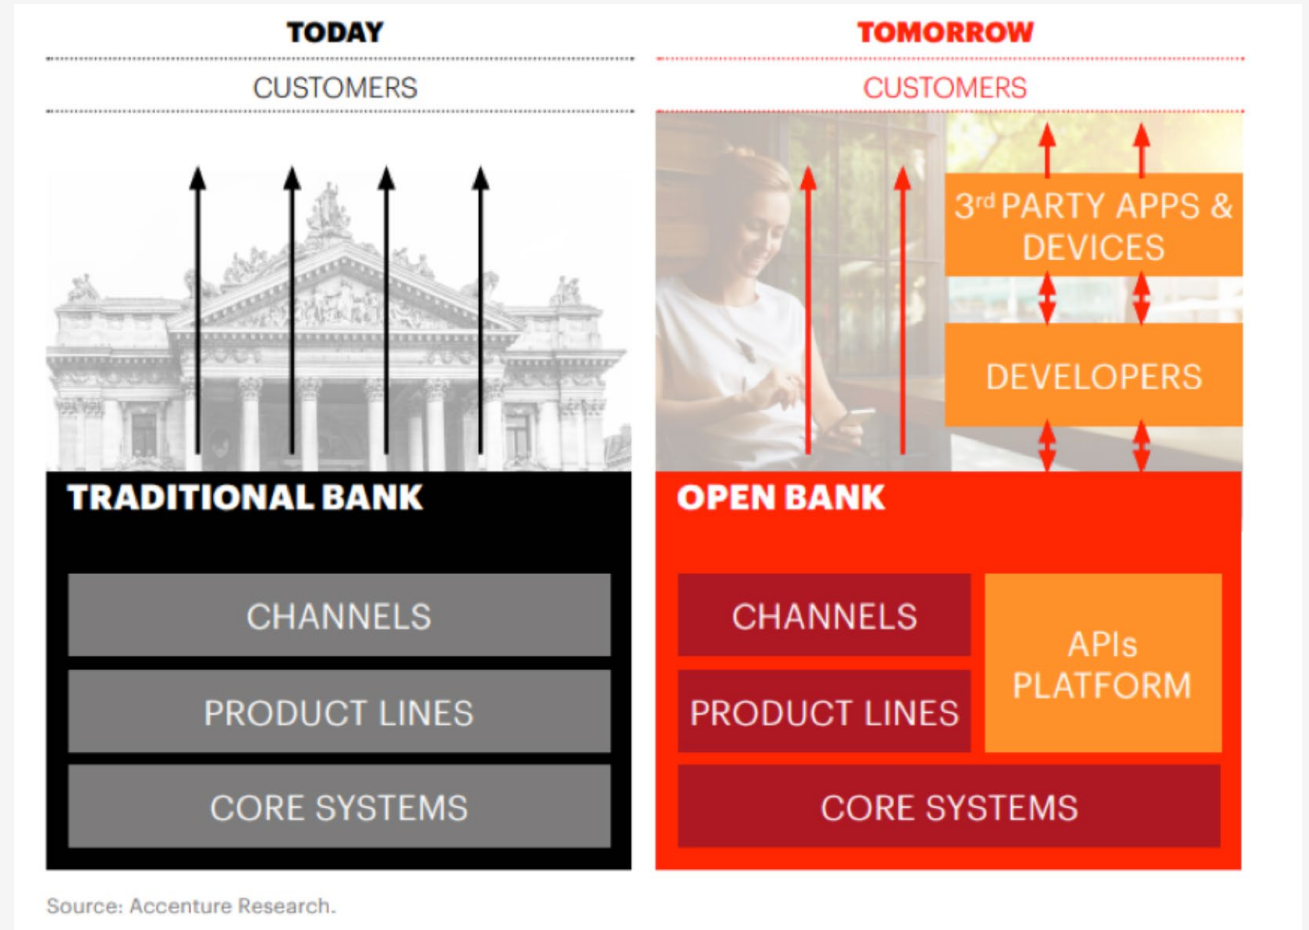 TODAY
CUSTOMERS
TRADITIONAL BANK
CHANNELS
PRODUCT LINES
CORE SYSTEMS
TOMORROW
CUSTOMERS
3rd PARTY APPS &
DEVICES
DEVELOPERS
OPEN BANK
CHANNELS
PRODUCT LINES
APIs
PLATFORM
CORE SYSTEMS
Source: Accenture Research.